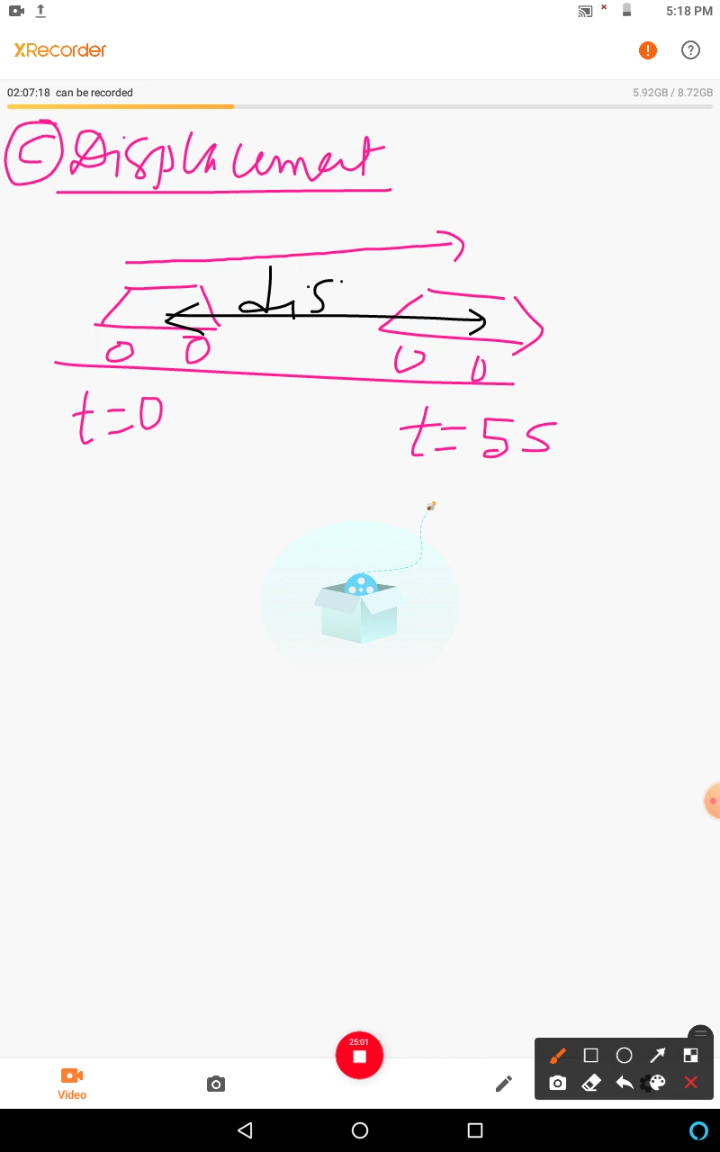 5:18 PM
XRecorder
02:07:18 can be recorded 5.92GB / 8.72GB
C Displacement
dis.
t=0 t=5s
25:01
Video